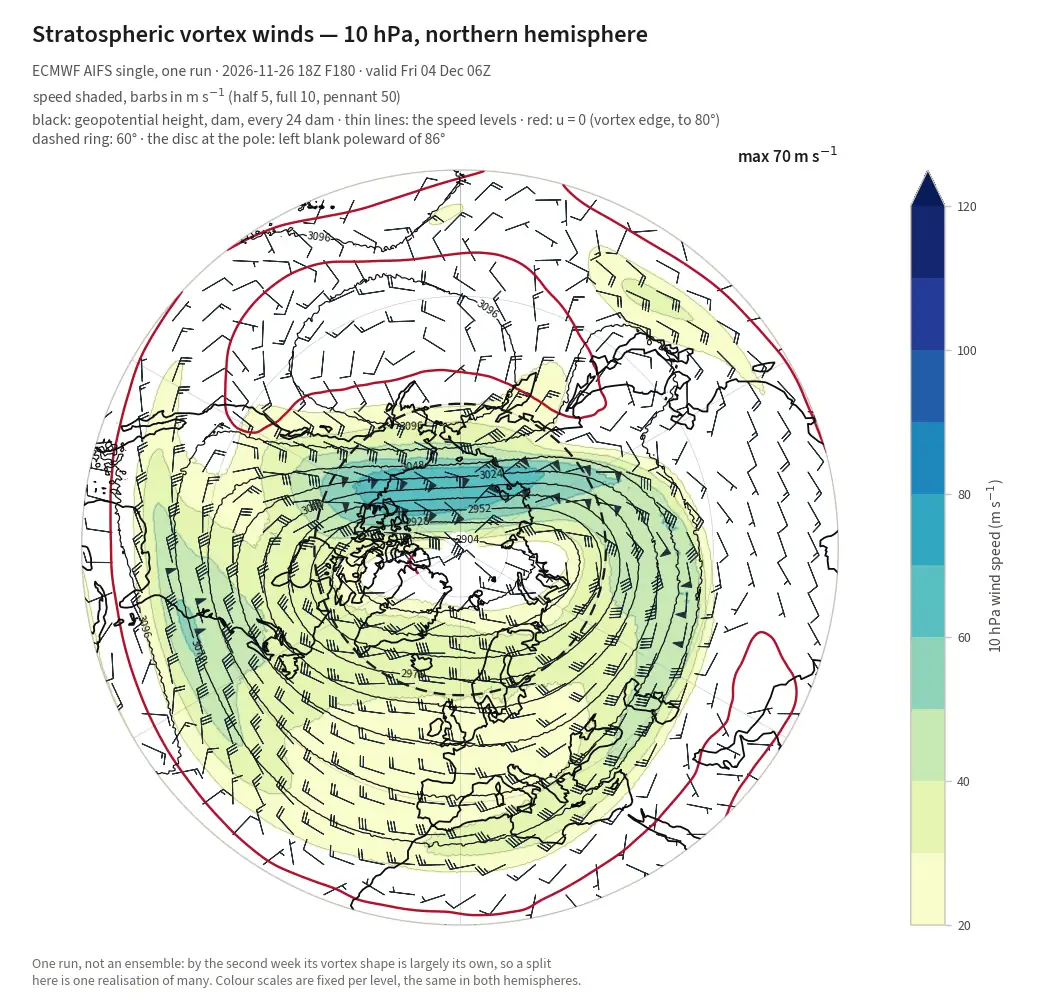 Stratospheric vortex winds — 10 hPa, northern hemisphere
ECMWF AIFS single, one run · 2026-11-26 18Z F180 · valid Fri 04 Dec 06Z
speed shaded, barbs in m s⁻¹ (half 5, full 10, pennant 50)
black: geopotential height, dam, every 24 dam · thin lines: the speed levels · red: u = 0 (vortex edge, to 80°)
dashed ring: 60° · the disc at the pole: left blank poleward of 86°
max 70 m s⁻¹
120
100
80
60
40
20
10 hPa wind speed (m s⁻¹)
3096
3096
3096
3048
3024
2952
2928
2904
3096
One run, not an ensemble: by the second week its vortex shape is largely its own, so a split
here is one realisation of many. Colour scales are fixed per level, the same in both hemispheres.